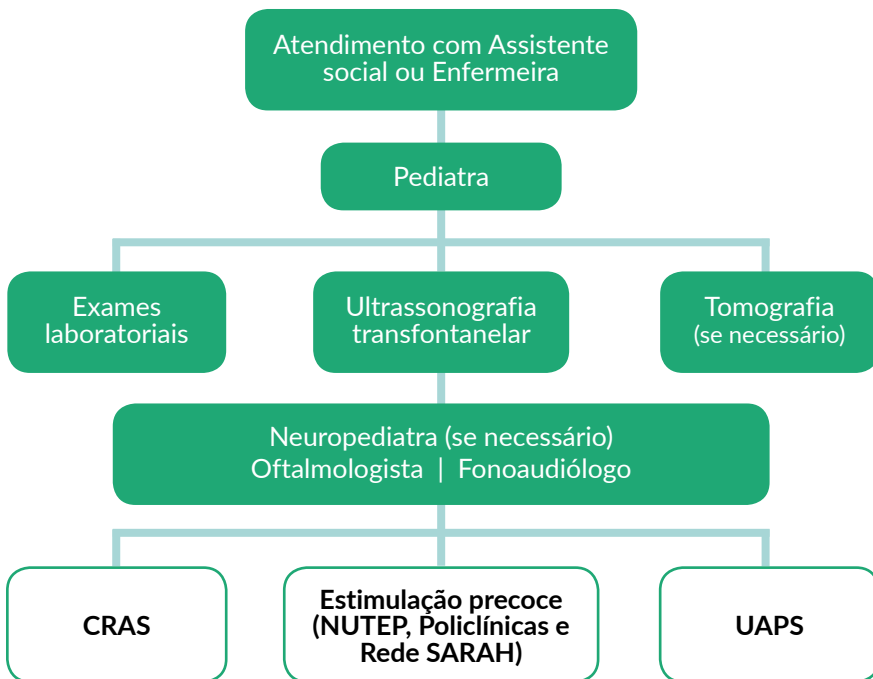 Atendimento com Assistente
social ou Enfermeira
Pediatra
Exames
laboratoriais
Ultrassonografia
transfontanelar
Tomografia
(se necessário)
Neuropediatra (se necessário)
Oftalmologista | Fonoaudiólogo
CRAS
Estimulação precoce
(NUTEP, Policlínicas e
Rede SARAH)
UAPS